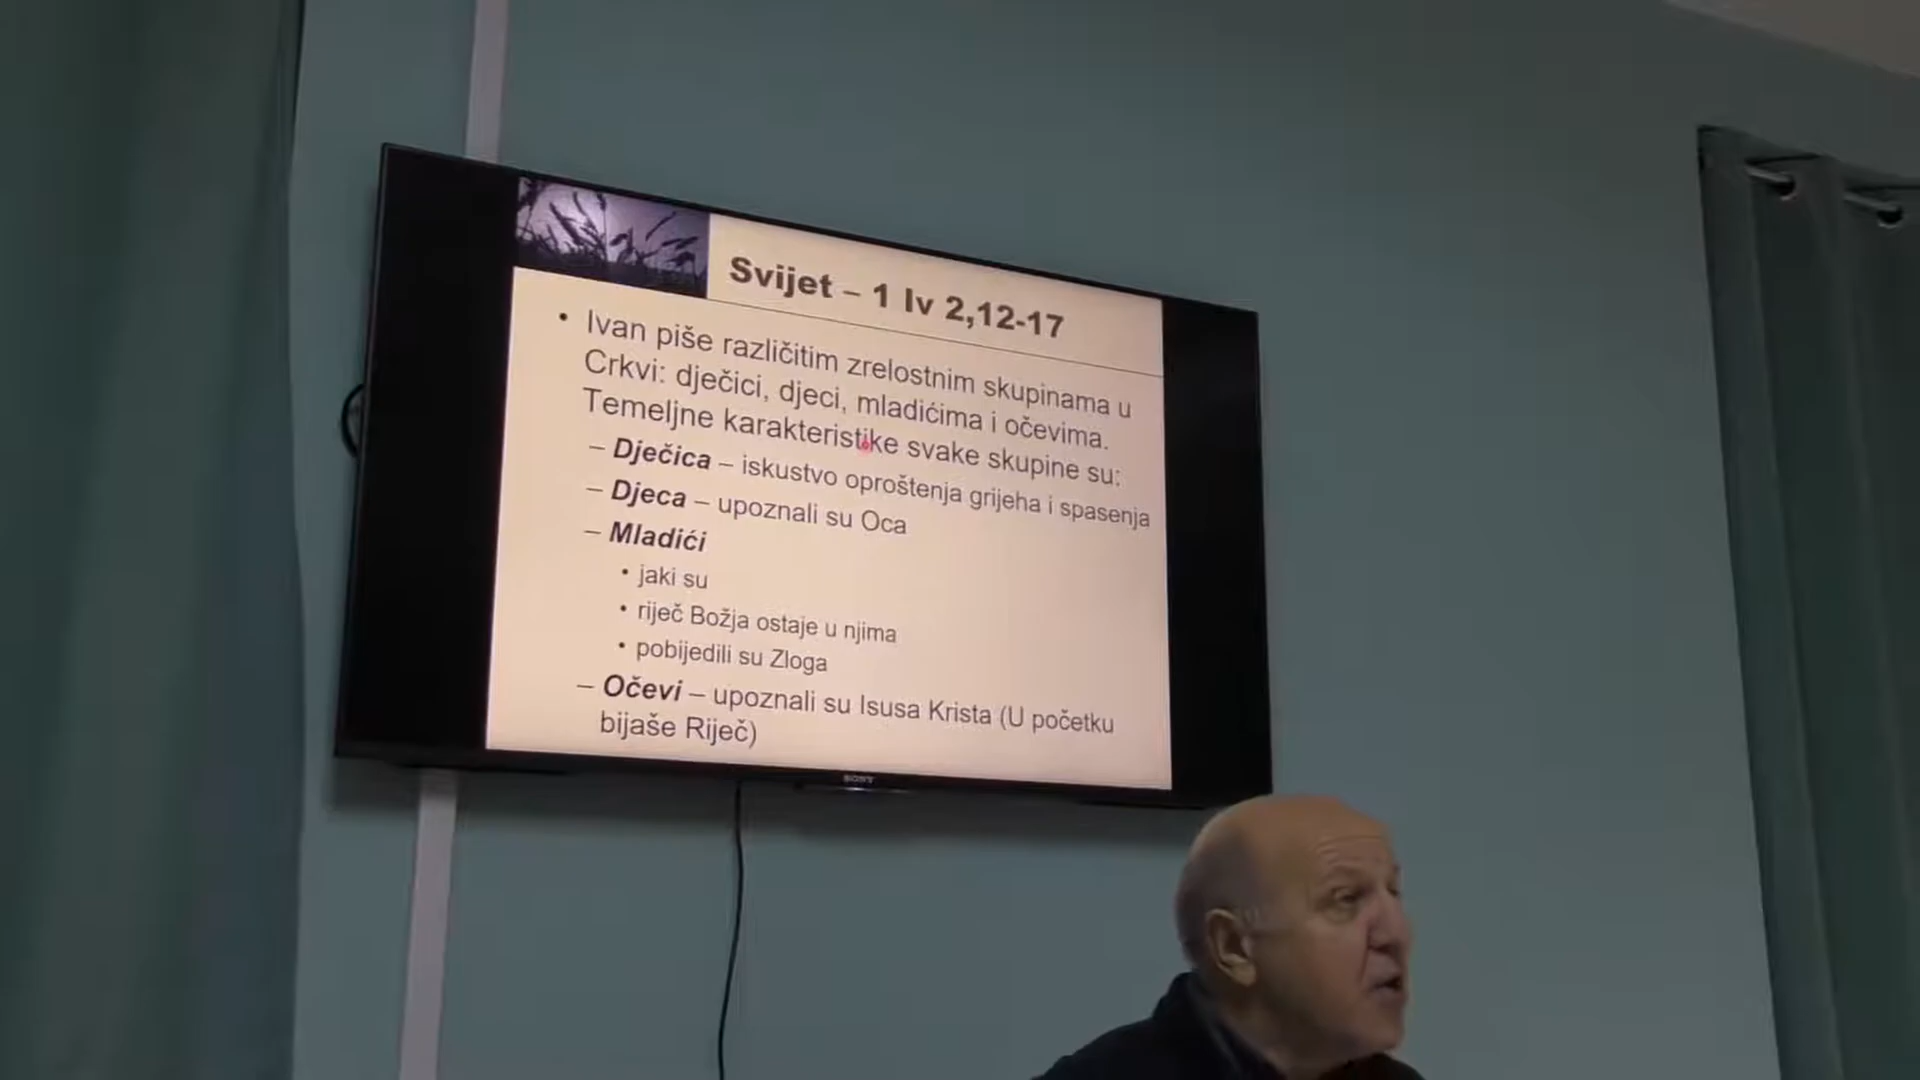 Svijet – 1 Iv 2,12-17
• Ivan piše različitim zrelostnim skupinama u
Crkvi: dječici, djeci, mladićima i očevima.
Temeljne karakteristike svake skupine su:
– Dječica – iskustvo oproštenja grijeha i spasenja
– Djeca – upoznali su Oca
– Mladići
• jaki su
• riječ Božja ostaje u njima
• pobijedili su Zloga
– Očevi – upoznali su Isusa Krista (U početku
bijaše Riječ)
SONY